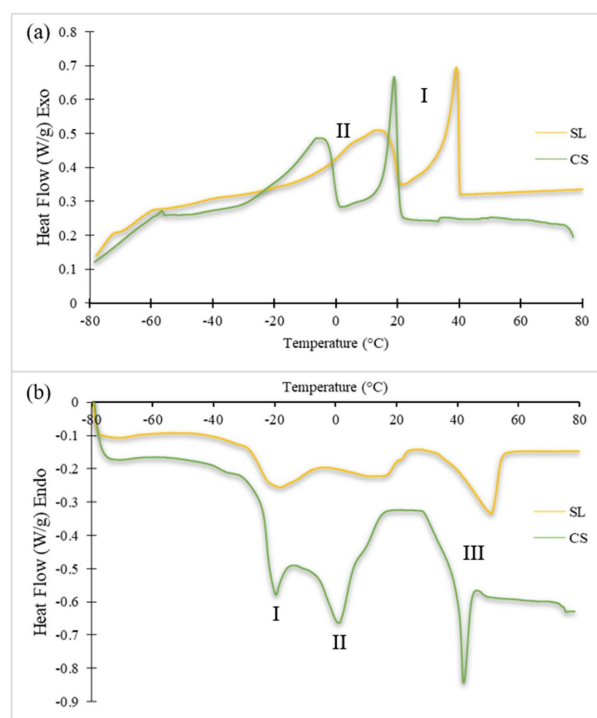 (a)
Heat Flow (W/g) Exo
0.8
0.7
0.6
0.5
0.4
0.3
0.2
0.1
0
I
II
SL
CS
-80 -60 -40 -20 0 20 40 60 80
Temperature (°C)
(b)
Temperature (°C)
-80 -60 -40 -20 0 20 40 60 80
Heat Flow (W/g) Endo
0
-0.1
-0.2
-0.3
-0.4
-0.5
-0.6
-0.7
-0.8
-0.9
SL
CS
III
I
II